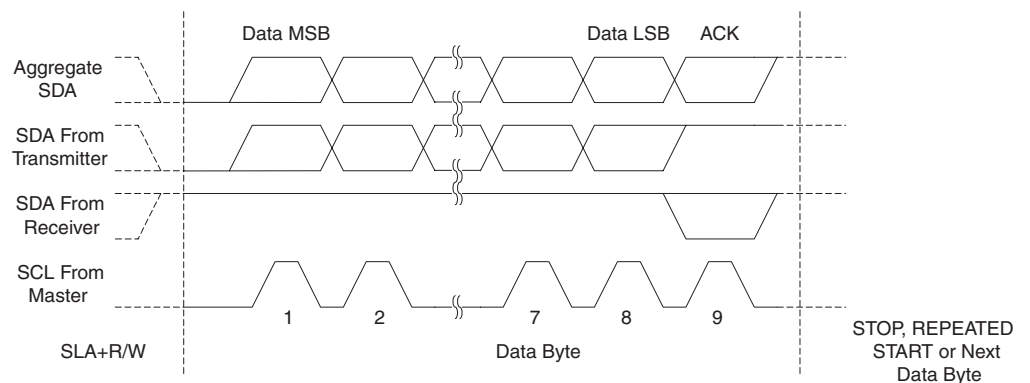 Data MSB
Data LSB
ACK
Aggregate
SDA
SDA From
Transmitter
SDA From
Receiver
SCL From
Master
1
2
7
8
9
SLA+R/W
Data Byte
STOP, REPEATED
START or Next
Data Byte